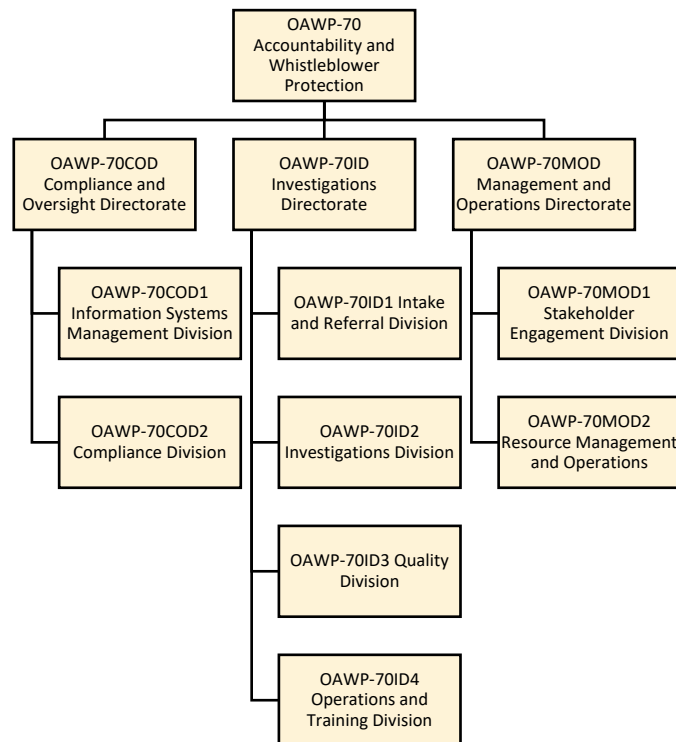 OAWP-70
Accountability and
Whistleblower
Protection
OAWP-70COD
Compliance and
Oversight Directorate
OAWP-70ID
Investigations
Directorate
OAWP-70MOD
Management and
Operations Directorate
OAWP-70COD1
Information Systems
Management Division
OAWP-70ID1 Intake
and Referral Division
OAWP-70MOD1
Stakeholder
Engagement Division
OAWP-70COD2
Compliance Division
OAWP-70ID2
Investigations Division
OAWP-70MOD2
Resource Management
and Operations
OAWP-70ID3 Quality
Division
OAWP-70ID4
Operations and
Training Division